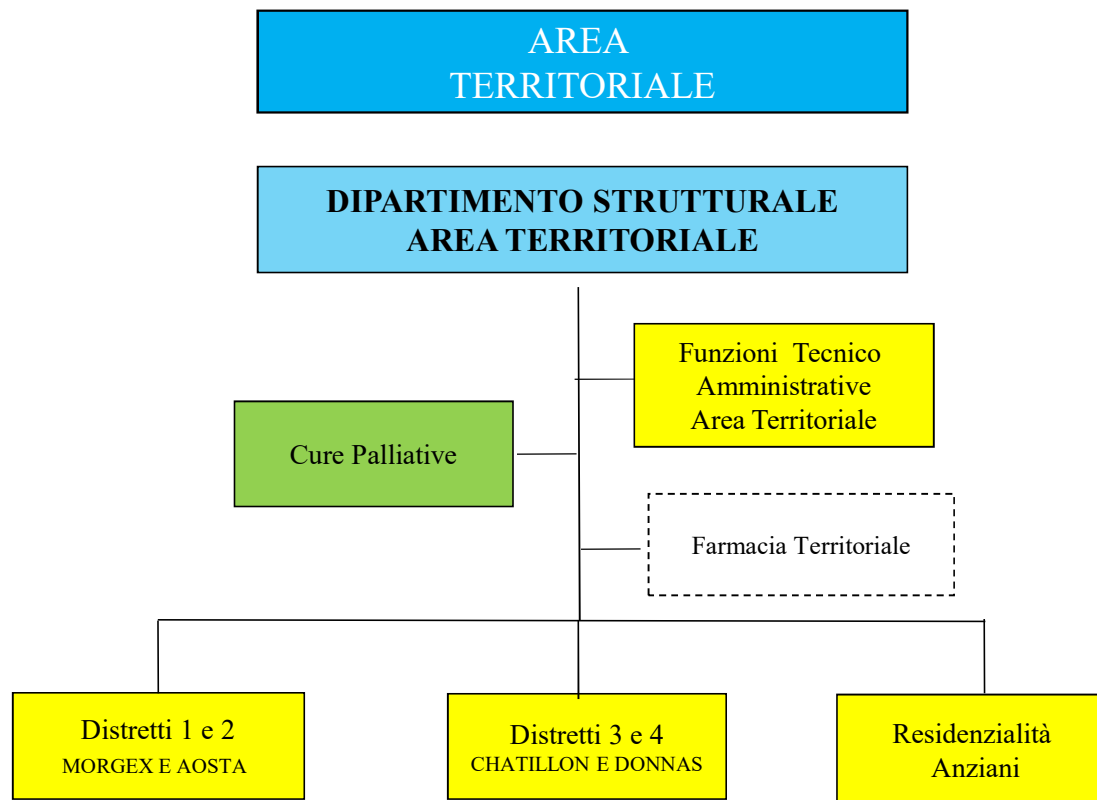 AREA
TERRITORIALE
DIPARTIMENTO STRUTTURALE
AREA TERRITORIALE
Funzioni Tecnico
Amministrative
Area Territoriale
Cure Palliative
Farmacia Territoriale
Distretti 1 e 2
MORGEX E AOSTA
Distretti 3 e 4
CHATILLON E DONNAS
Residenzialità
Anziani